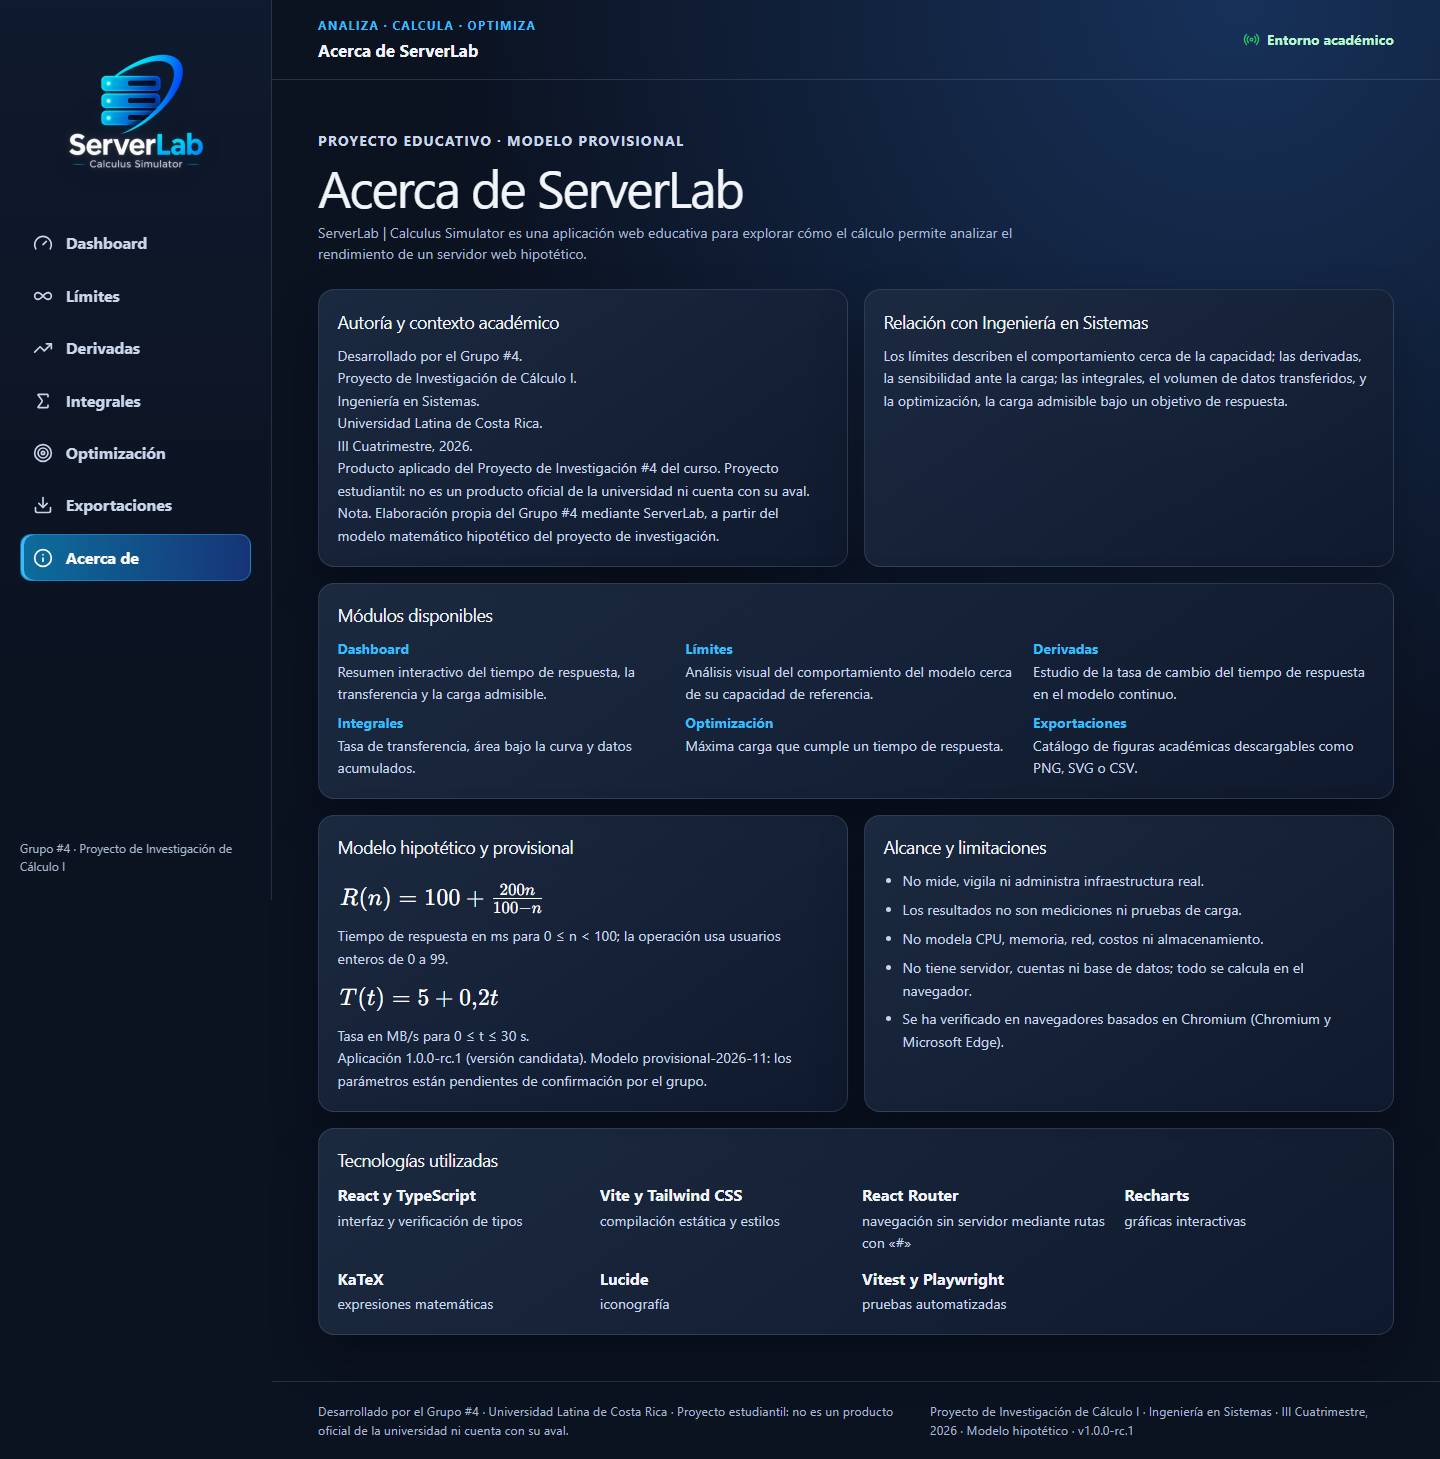 ServerLab
Calculus Simulator
Dashboard
Límites
Derivadas
Integrales
Optimización
Exportaciones
Acerca de
Grupo #4 · Proyecto de Investigación de
Cálculo I
ANALIZA · CALCULA · OPTIMIZA
Acerca de ServerLab
Entorno académico
PROYECTO EDUCATIVO · MODELO PROVISIONAL
Acerca de ServerLab
ServerLab | Calculus Simulator es una aplicación web educativa para explorar cómo el cálculo permite analizar el
rendimiento de un servidor web hipotético.
Autoría y contexto académico
Desarrollado por el Grupo #4.
Proyecto de Investigación de Cálculo I.
Ingeniería en Sistemas.
Universidad Latina de Costa Rica.
III Cuatrimestre, 2026.
Producto aplicado del Proyecto de Investigación #4 del curso. Proyecto
estudiantil: no es un producto oficial de la universidad ni cuenta con su aval.
Nota. Elaboración propia del Grupo #4 mediante ServerLab, a partir del
modelo matemático hipotético del proyecto de investigación.
Relación con Ingeniería en Sistemas
Los límites describen el comportamiento cerca de la capacidad; las derivadas,
la sensibilidad ante la carga; las integrales, el volumen de datos transferidos, y
la optimización, la carga admisible bajo un objetivo de respuesta.
Módulos disponibles
Dashboard
Resumen interactivo del tiempo de respuesta, la
transferencia y la carga admisible.
Límites
Análisis visual del comportamiento del modelo cerca
de su capacidad de referencia.
Derivadas
Estudio de la tasa de cambio del tiempo de respuesta
en el modelo continuo.
Integrales
Tasa de transferencia, área bajo la curva y datos
acumulados.
Optimización
Máxima carga que cumple un tiempo de respuesta.
Exportaciones
Catálogo de figuras académicas descargables como
PNG, SVG o CSV.
Modelo hipotético y provisional
R(n) = 100 + 200n/100−n
Tiempo de respuesta en ms para 0 ≤ n < 100; la operación usa usuarios
enteros de 0 a 99.
T(t) = 5 + 0,2t
Tasa en MB/s para 0 ≤ t ≤ 30 s.
Aplicación 1.0.0-rc.1 (versión candidata). Modelo provisional-2026-11: los
parámetros están pendientes de confirmación por el grupo.
Alcance y limitaciones
• No mide, vigila ni administra infraestructura real.
• Los resultados no son mediciones ni pruebas de carga.
• No modela CPU, memoria, red, costos ni almacenamiento.
• No tiene servidor, cuentas ni base de datos; todo se calcula en el
navegador.
• Se ha verificado en navegadores basados en Chromium (Chromium y
Microsoft Edge).
Tecnologías utilizadas
React y TypeScript
interfaz y verificación de tipos
Vite y Tailwind CSS
compilación estática y estilos
React Router
navegación sin servidor mediante rutas
con «#»
Recharts
gráficas interactivas
KaTeX
expresiones matemáticas
Lucide
iconografía
Vitest y Playwright
pruebas automatizadas
Desarrollado por el Grupo #4 · Universidad Latina de Costa Rica · Proyecto estudiantil: no es un producto
oficial de la universidad ni cuenta con su aval.
Proyecto de Investigación de Cálculo I · Ingeniería en Sistemas · III Cuatrimestre,
2026 · Modelo hipotético · v1.0.0-rc.1